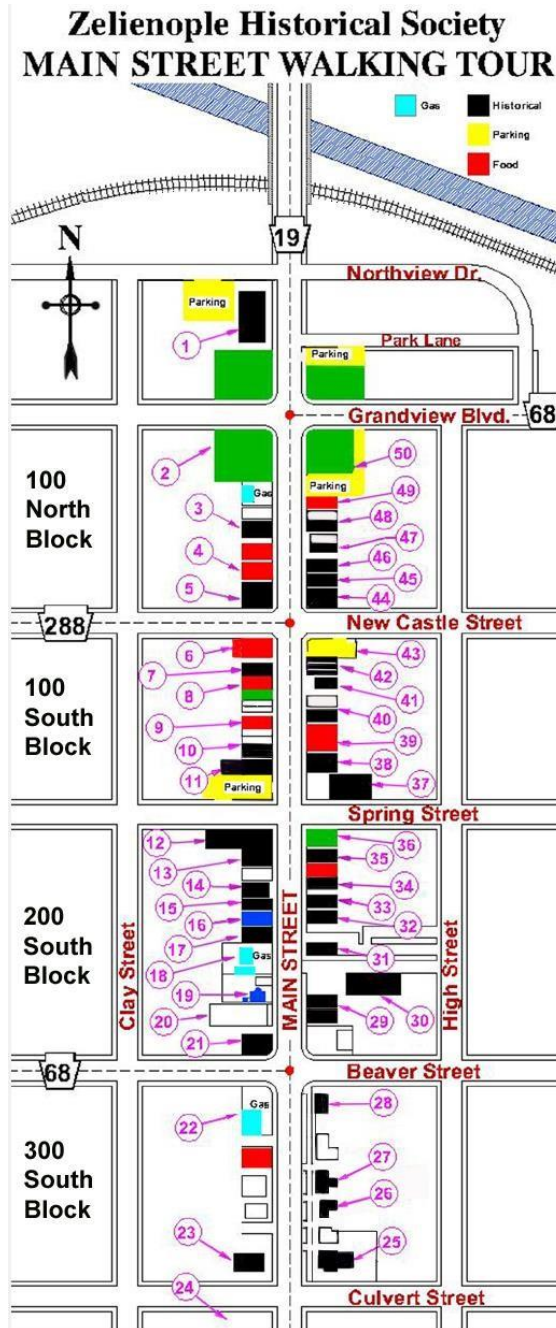 Zelienople Historical Society
MAIN STREET WALKING TOUR
Gas
Historical
Parking
Food
19
N
Northview Dr.
Parking
1
Park Lane
Parking
Grandview Blvd.
68
100
North
Block
2
50
Gas
Parking
49
3
48
47
4
46
45
5
44
288
New Castle Street
100
South
Block
6
43
7
42
8
41
40
9
39
10
38
11
37
Parking
Spring Street
200
South
Block
Clay Street
MAIN STREET
High Street
12
36
13
35
14
34
15
33
16
32
17
Gas
18
31
19
30
20
29
21
68
Beaver Street
300
South
Block
Gas
22
28
27
26
23
25
24
Culvert Street